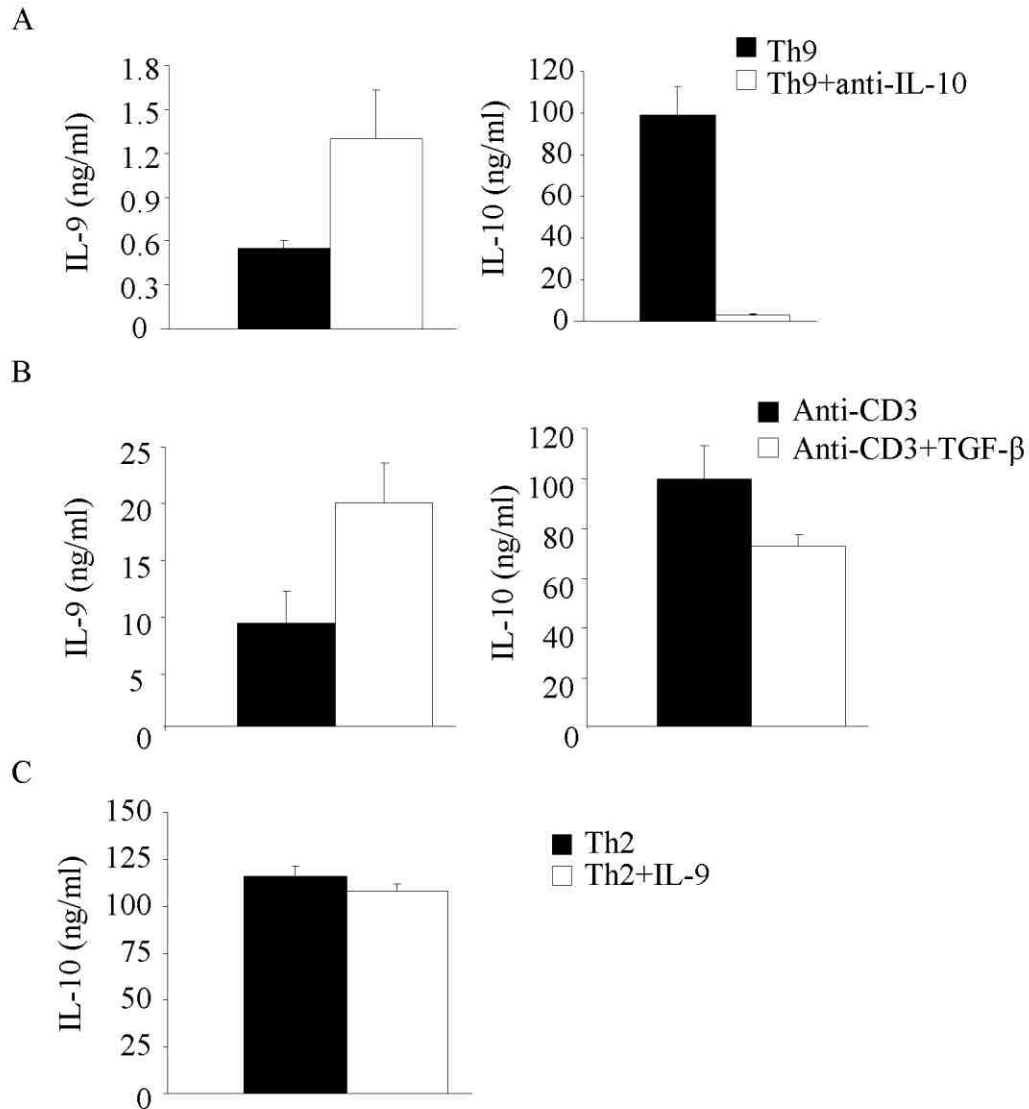 A
IL-9 (ng/ml)
1.8
1.5
1.2
0.9
0.6
0.3
0
IL-10 (ng/ml)
120
100
80
60
40
20
0
Th9
Th9+anti-IL-10
B
IL-9 (ng/ml)
25
20
15
10
5
0
IL-10 (ng/ml)
120
100
80
60
40
20
0
Anti-CD3
Anti-CD3+TGF-β
C
IL-10 (ng/ml)
150
125
100
75
50
25
0
Th2
Th2+IL-9